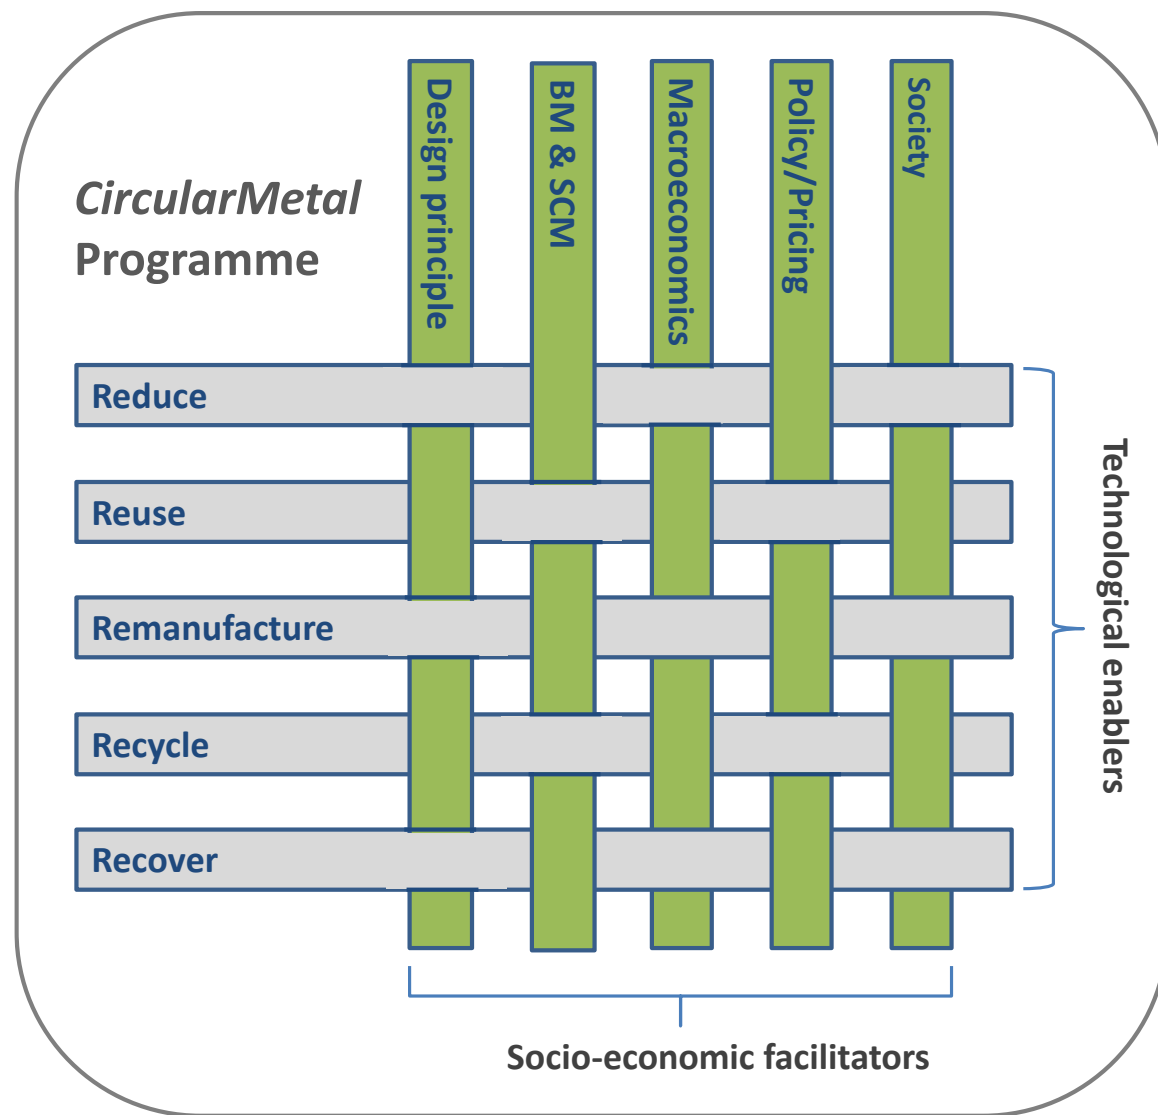 CircularMetal
Programme
Design principle
BM & SCM
Macroeconomics
Policy/Pricing
Society
Reduce
Reuse
Remanufacture
Recycle
Recover
Technological enablers
Socio-economic facilitators